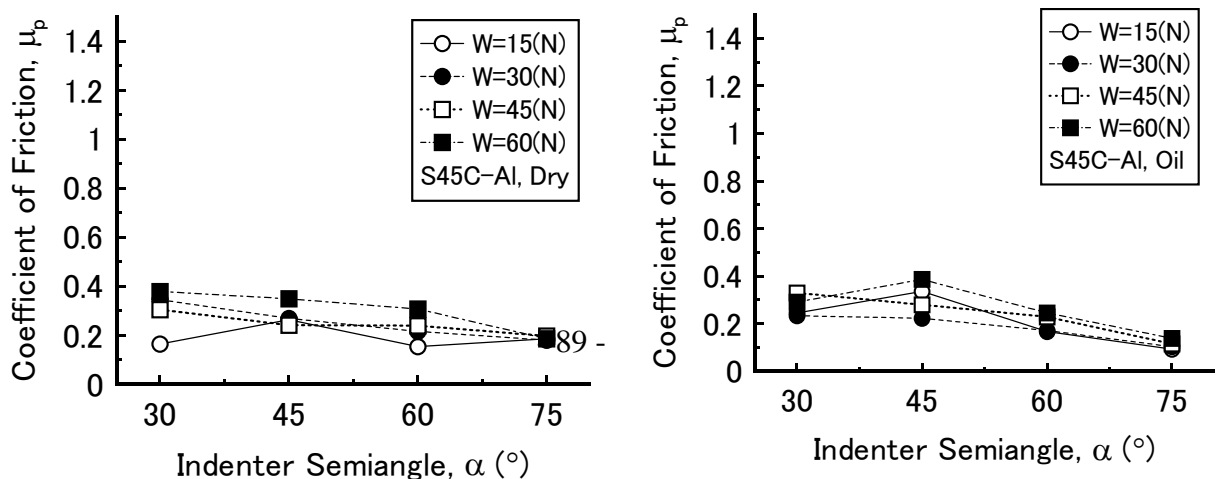 Coefficient of Friction, μp
1.4
1.2
1
0.8
0.6
0.4
0.2
0
30
45
60
75
Indenter Semiangle, α (°)
W=15(N)
W=30(N)
W=45(N)
W=60(N)
S45C-Al, Dry
89 -
Coefficient of Friction, μp
1.4
1.2
1
0.8
0.6
0.4
0.2
0
30
45
60
75
Indenter Semiangle, α (°)
W=15(N)
W=30(N)
W=45(N)
W=60(N)
S45C-Al, Oil